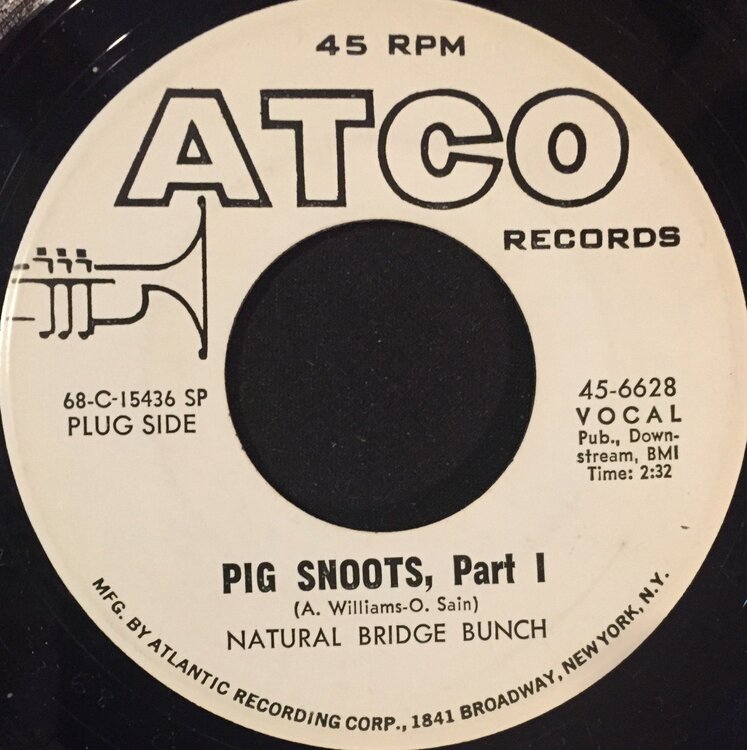 45 RPM
ATCO
RECORDS
68-C-15436 SP
PLUG SIDE
45-6628
VOCAL
Pub., Down-
stream, BMI
Time: 2:32
PIG SNOOTS, Part I
(A. Williams-O. Sain)
NATURAL BRIDGE BUNCH
MFG. BY ATLANTIC RECORDING CORP., 1841 BROADWAY, NEW YORK, N.Y.